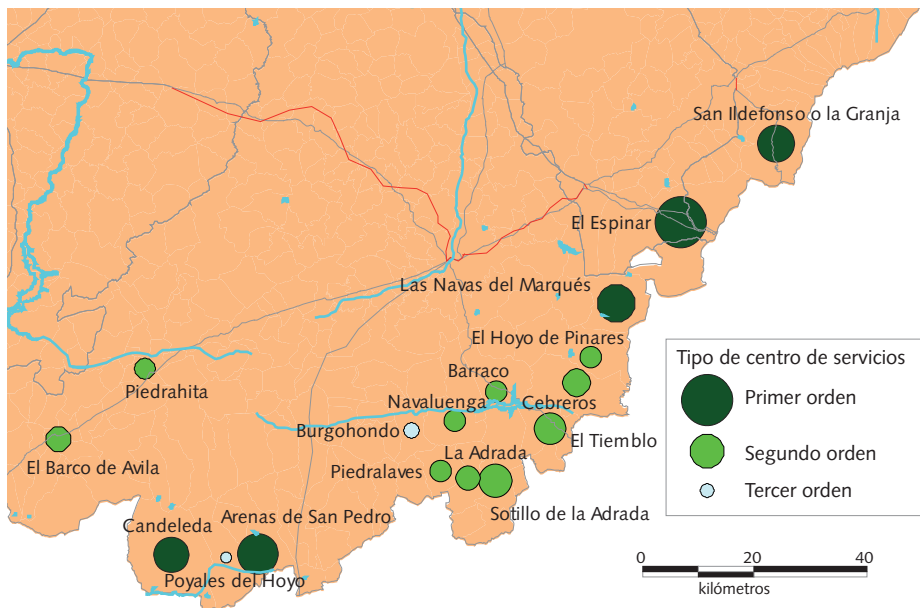 San Ildefonso o la Granja
El Espinar
Las Navas del Marqués
El Hoyo de Pinares
Piedrahita
Barraco
Navaluenga
Cebreros
Burgohondo
El Tiemblo
El Barco de Avila
Piedralaves
La Adrada
Sotillo de la Adrada
Candeleda
Arenas de San Pedro
Poyales del Hoyo
Tipo de centro de servicios
Primer orden
Segundo orden
Tercer orden
0 20 40
kilómetros